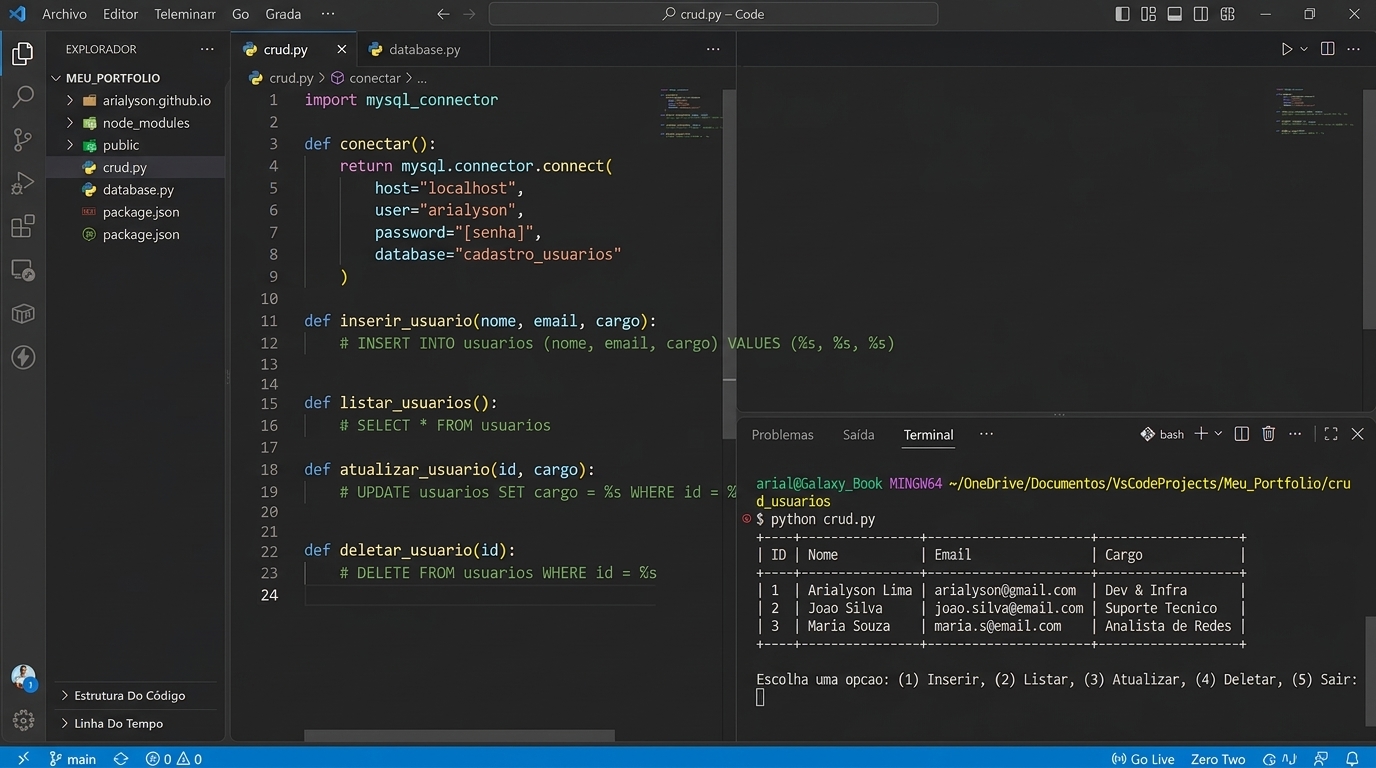 Archivo Editor Teleminarr Go Grada ··· crud.py – Code
EXPLORADOR ···
MEU_PORTFOLIO
arialyson.github.io
node_modules
public
crud.py
database.py
package.json
package.json
Estrutura Do Código
Linha Do Tempo
crud.py database.py ···
crud.py > conectar > ...
1 import mysql_connector
2
3 def conectar():
4 return mysql.connector.connect(
5 host="localhost",
6 user="arialyson",
7 password="[senha]",
8 database="cadastro_usuarios"
9 )
10
11 def inserir_usuario(nome, email, cargo):
12 # INSERT INTO usuarios (nome, email, cargo) VALUES (%s, %s, %s)
13
14
15 def listar_usuarios():
16 # SELECT * FROM usuarios
17
18 def atualizar_usuario(id, cargo):
19 # UPDATE usuarios SET cargo = %s WHERE id = %
20
21
22 def deletar_usuario(id):
23 # DELETE FROM usuarios WHERE id = %s
24
Problemas Saída Terminal ··· bash
arial@Galaxy_Book MINGW64 ~/OneDrive/Documentos/VsCodeProjects/Meu_Portfolio/cru
d_usuarios
$ python crud.py
+----+----------------+---------------------+-------------------+
| ID | Nome | Email | Cargo |
+----+----------------+---------------------+-------------------+
| 1 | Arialyson Lima | arialyson@gmail.com | Dev & Infra
| 2 | Joao Silva | joao.silva@email.com | Suporte Tecnico |
| 3 | Maria Souza | maria.s@email.com | Analista de Redes |
+----+----------------+---------------------+-------------------+
Escolha uma opcao: (1) Inserir, (2) Listar, (3) Atualizar, (4) Deletar, (5) Sair:
1
main 0 0 Go Live Zero Two